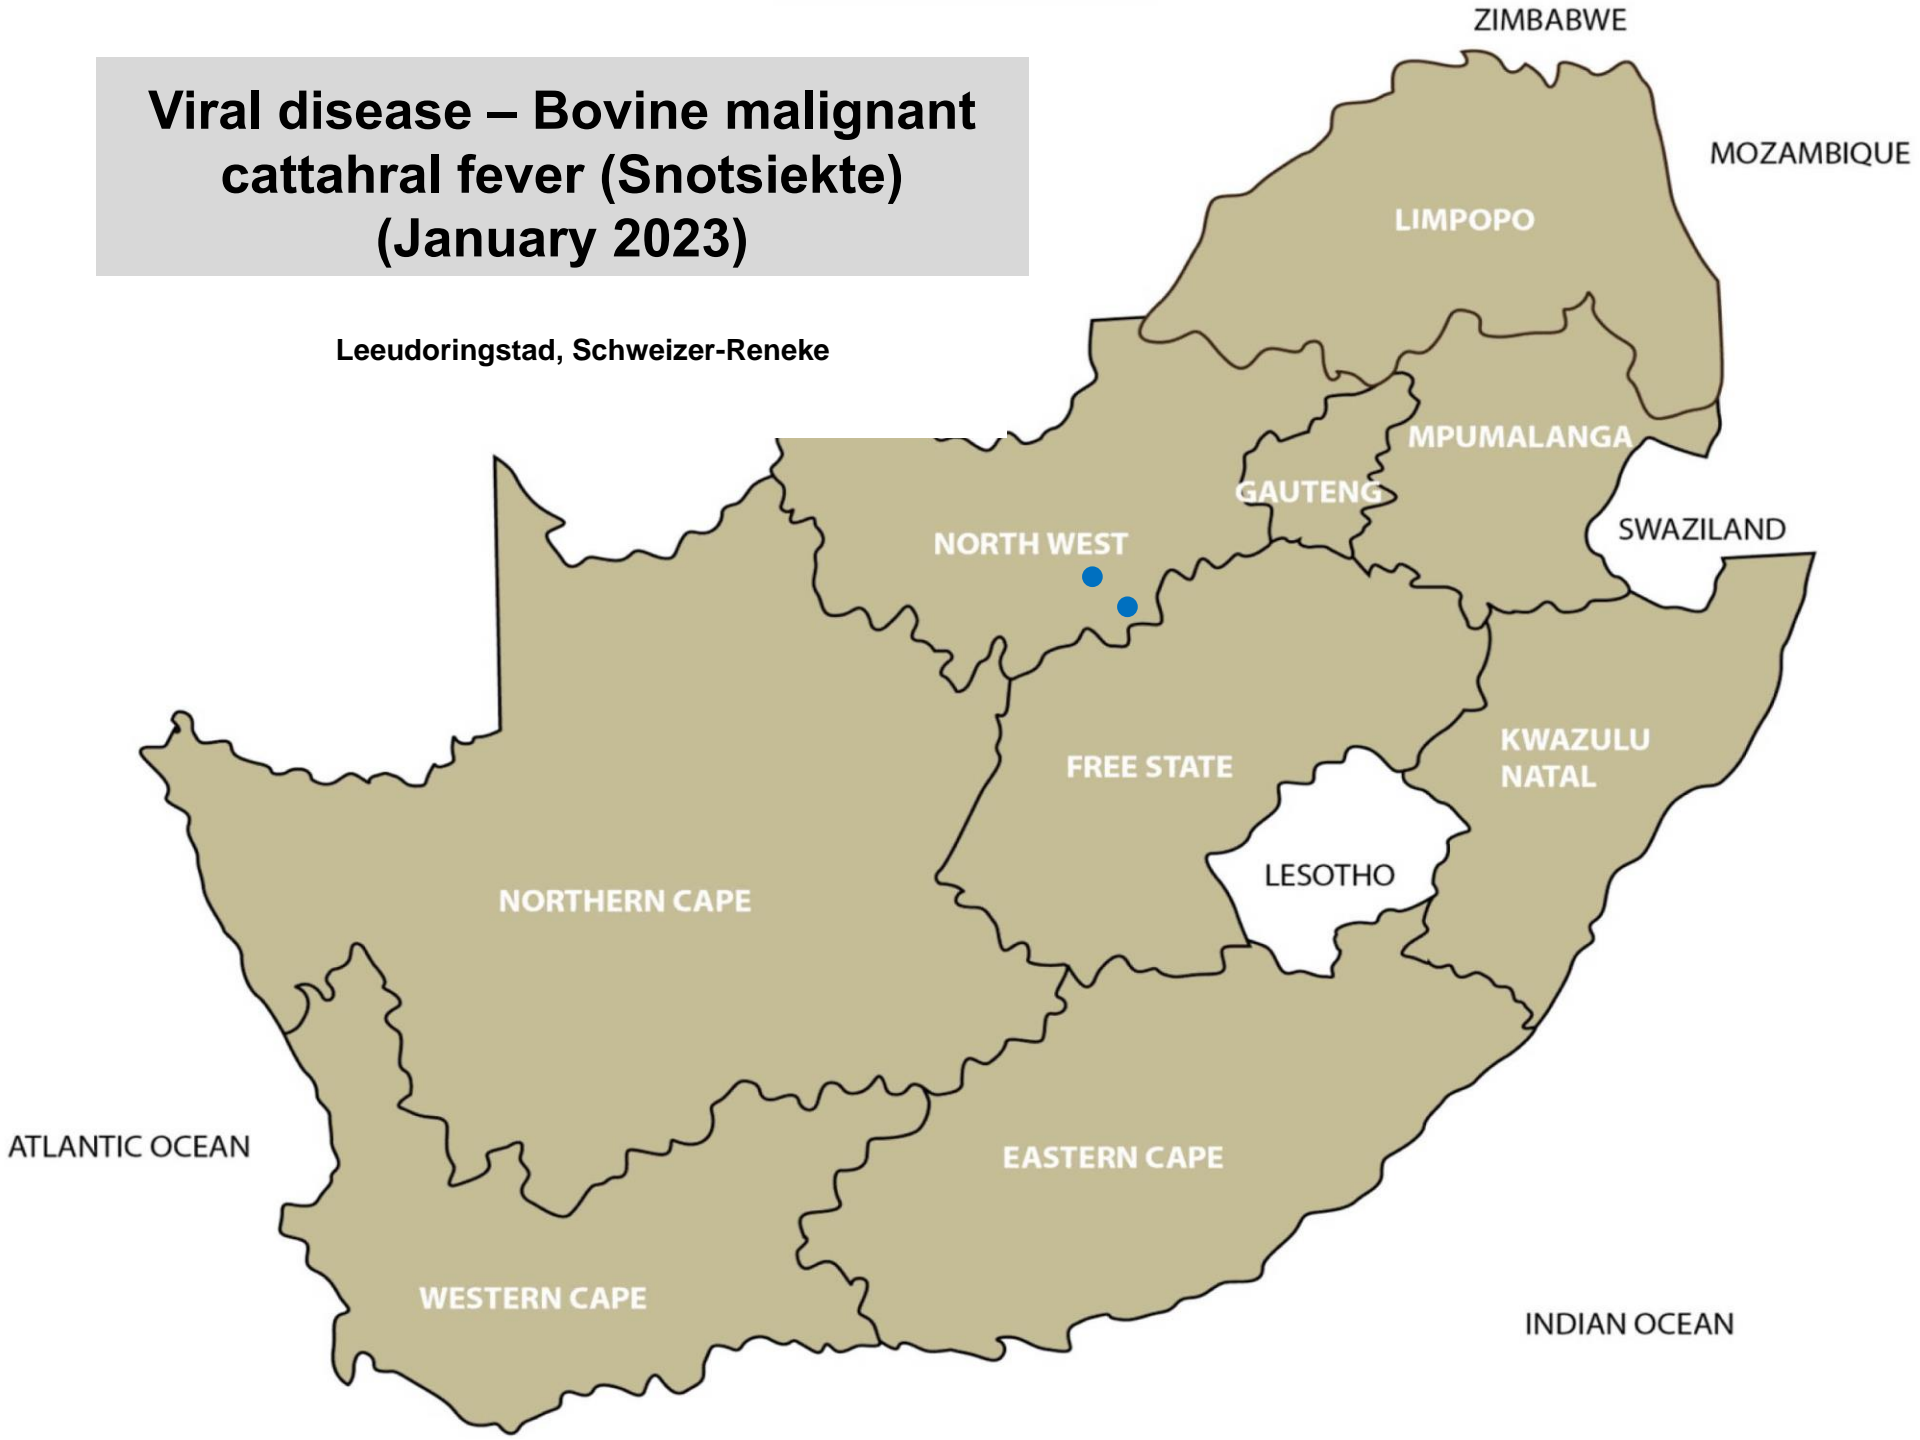 Viral disease – Bovine malignant
cattahral fever (Snotsiekte)
(January 2023)
Leeudoringstad, Schweizer-Reneke
ZIMBABWE
MOZAMBIQUE
LIMPOPO
MPUMALANGA
GAUTENG
SWAZILAND
NORTH WEST
KWAZULU
NATAL
FREE STATE
LESOTHO
NORTHERN CAPE
ATLANTIC OCEAN
EASTERN CAPE
WESTERN CAPE
INDIAN OCEAN